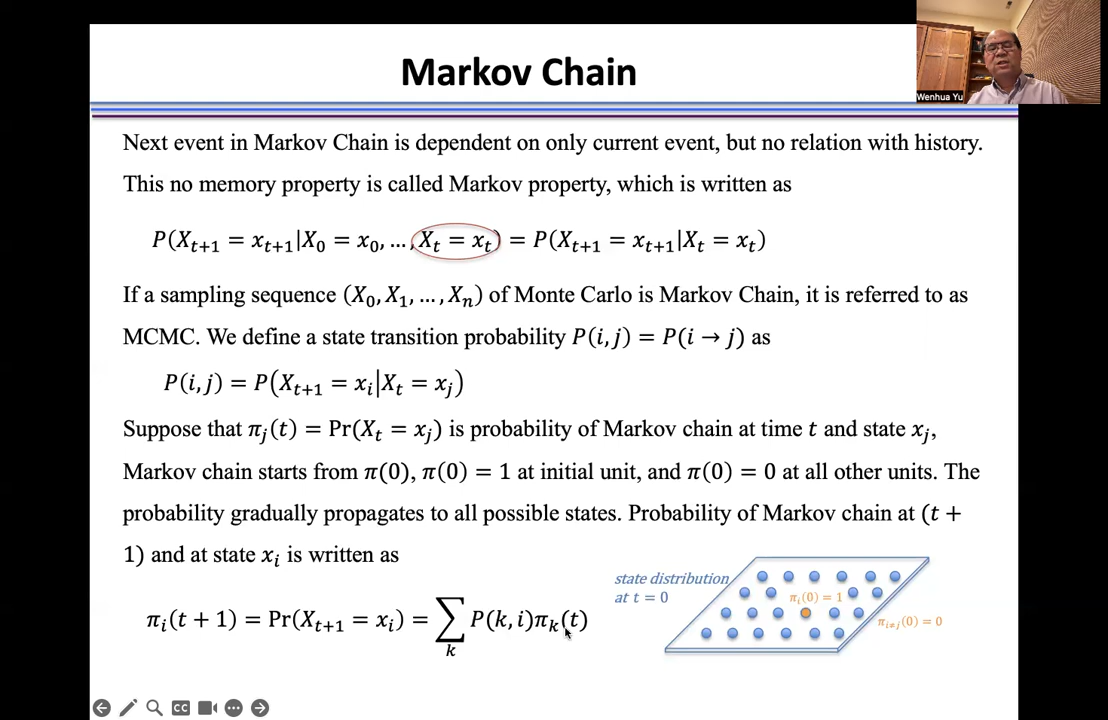 Markov Chain
Wenhua Yu
Next event in Markov Chain is dependent on only current event, but no relation with history.
This no memory property is called Markov property, which is written as
P(X_{t+1} = x_{t+1}|X_0 = x_0, … , X_t = x_t) = P(X_{t+1} = x_{t+1}|X_t = x_t)
If a sampling sequence (X_0, X_1, … , X_n) of Monte Carlo is Markov Chain, it is referred to as
MCMC. We define a state transition probability P(i, j) = P(i → j) as
P(i, j) = P(X_{t+1} = x_i|X_t = x_j)
Suppose that π_j(t) = Pr(X_t = x_j) is probability of Markov chain at time t and state x_j,
Markov chain starts from π(0), π(0) = 1 at initial unit, and π(0) = 0 at all other units. The
probability gradually propagates to all possible states. Probability of Markov chain at (t +
1) and at state x_i is written as
π_i(t + 1) = Pr(X_{t+1} = x_i) = ∑_k P(k, i)π_k(t)
state distribution
at t = 0
π_i(0) = 1
π_{i≠j}(0) = 0
CC